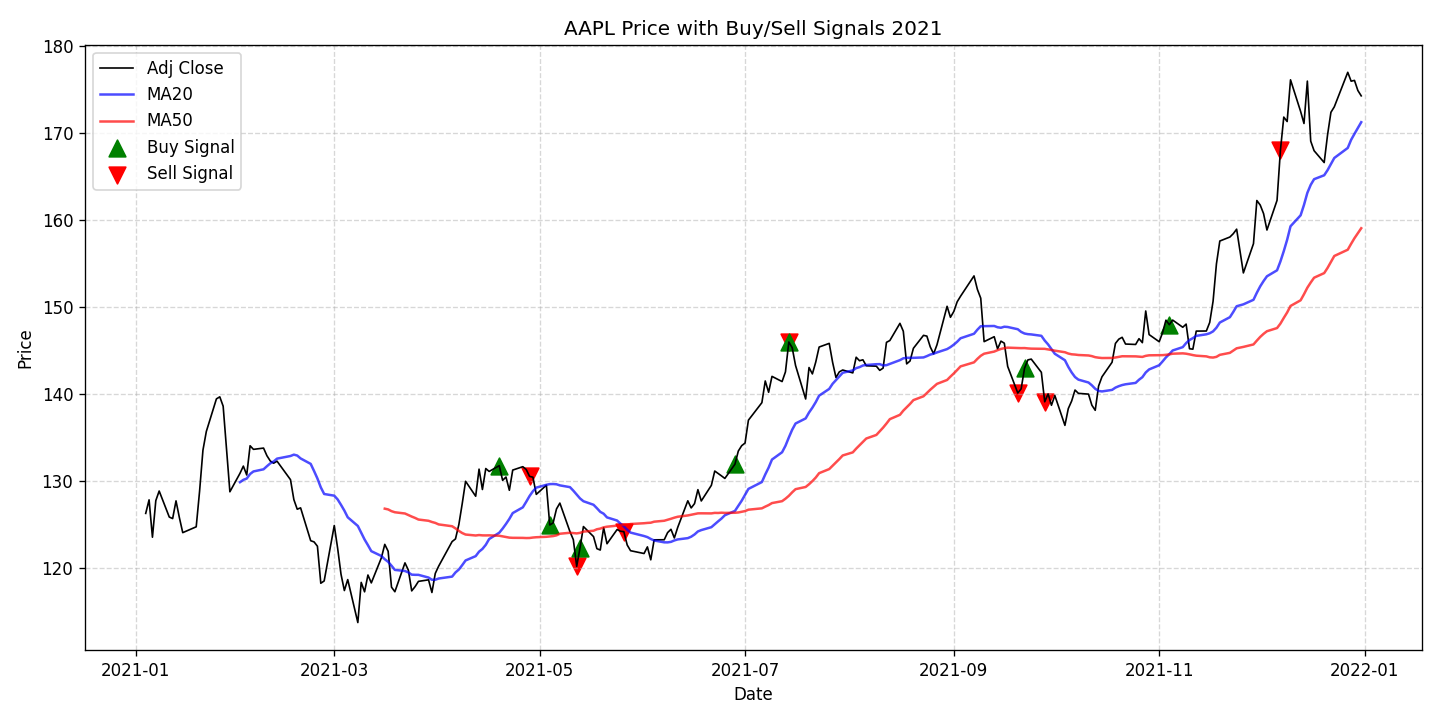 AAPL Price with Buy/Sell Signals 2021
Adj Close
MA20
MA50
Buy Signal
Sell Signal
Price
180
170
160
150
140
130
120
2021-01 2021-03 2021-05 2021-07 2021-09 2021-11 2022-01
Date